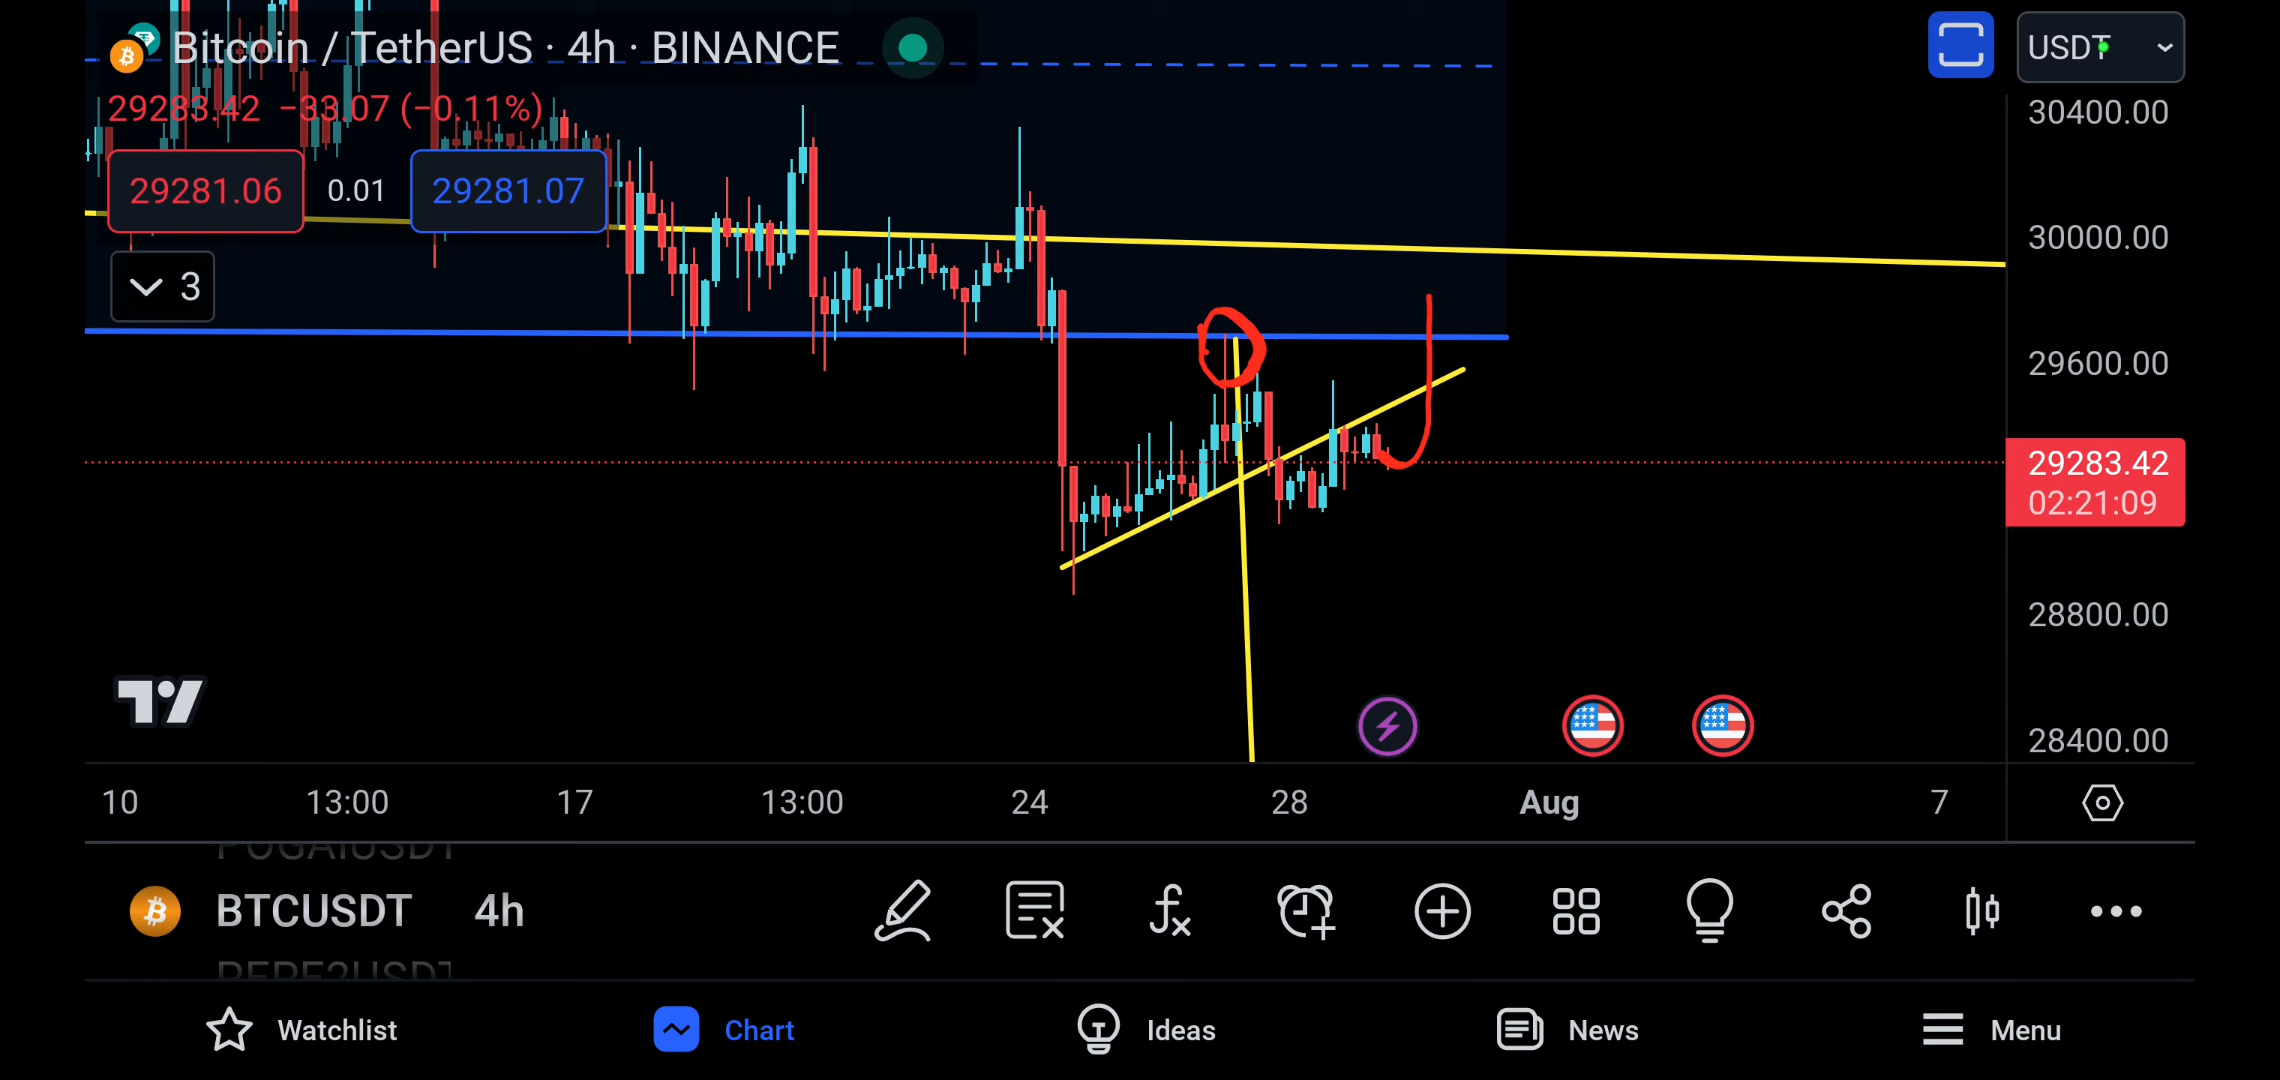 Bitcoin / TetherUS · 4h · BINANCE
USDT
29283.42 −33.07 (−0.11%)
29281.06
0.01
29281.07
3
30400.00
30000.00
29600.00
29283.42
02:21:09
28800.00
28400.00
10
13:00
17
13:00
24
28
Aug
7
BTCUSDT 4h
Watchlist
Chart
Ideas
News
Menu